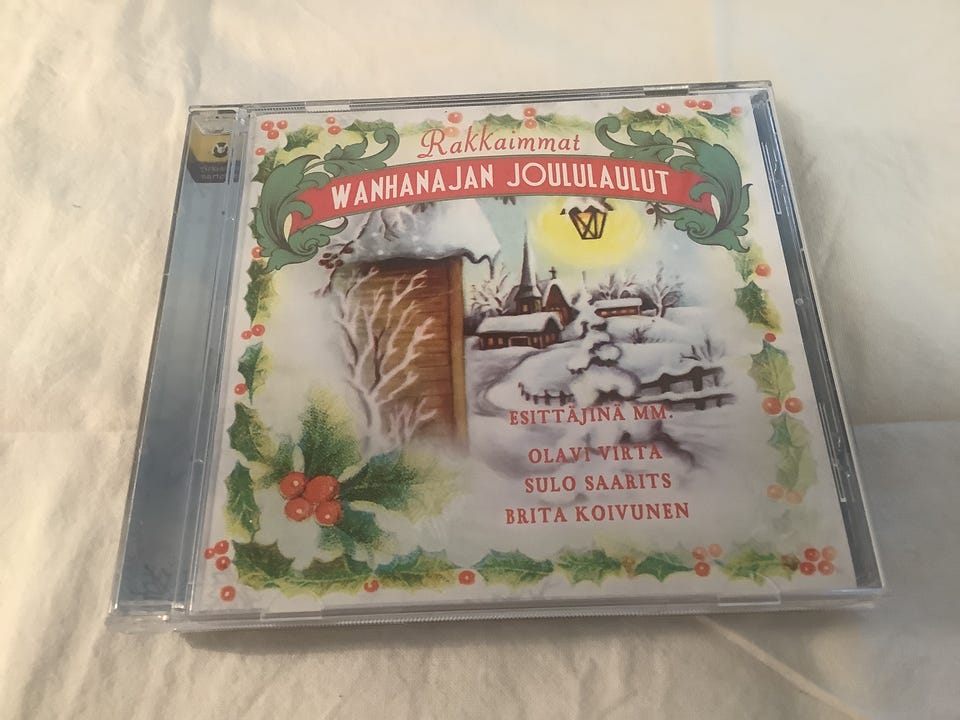 Rakkaimmat
WANHANAJAN JOULULAULUT
ESITTÄJINÄ MM.
OLAVI VIRTA
SULO SAARITS
BRITA KOIVUNEN